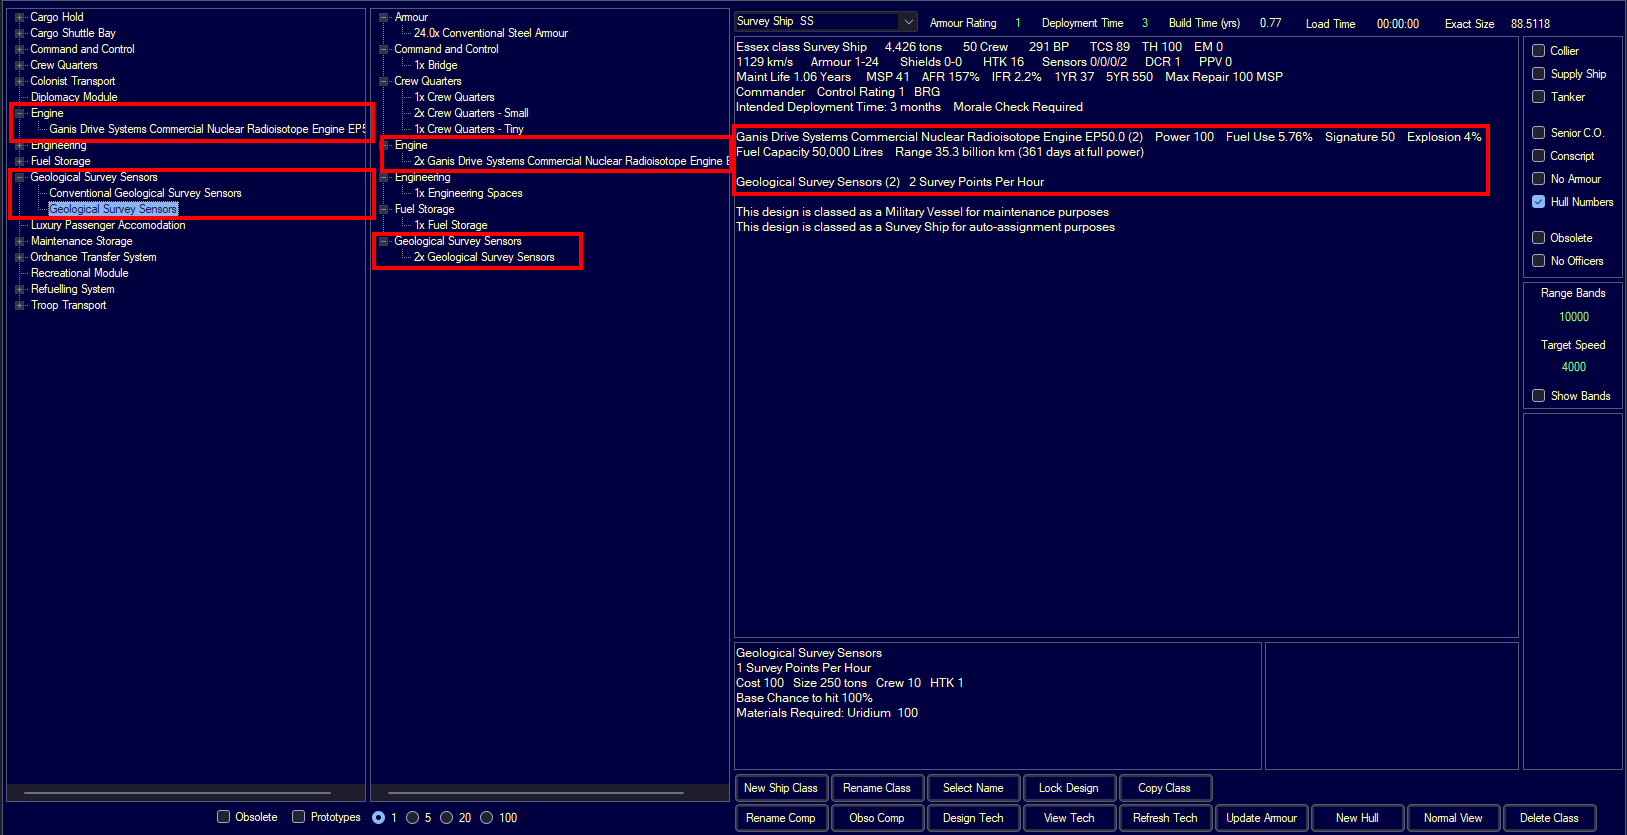 Cargo Hold
Cargo Shuttle Bay
Command and Control
Crew Quarters
Colonist Transport
Diplomacy Module
Engine
Ganis Drive Systems Commercial Nuclear Radioisotope Engine EP5
Engineering
Fuel Storage
Geological Survey Sensors
Conventional Geological Survey Sensors
Geological Survey Sensors
Luxury Passenger Accomodation
Maintenance Storage
Ordnance Transfer System
Recreational Module
Refuelling System
Troop Transport
Obsolete Prototypes 1 5 20 100
Armour
24.0x Conventional Steel Armour
Command and Control
1x Bridge
Crew Quarters
1x Crew Quarters
2x Crew Quarters - Small
1x Crew Quarters - Tiny
Engine
2x Ganis Drive Systems Commercial Nuclear Radioisotope Engine E
Engineering
1x Engineering Spaces
Fuel Storage
1x Fuel Storage
Geological Survey Sensors
2x Geological Survey Sensors
Survey Ship SS Armour Rating 1 Deployment Time 3 Build Time (yrs) 0.77 Load Time 00:00:00 Exact Size 88.5118
Essex class Survey Ship 4,426 tons 50 Crew 291 BP TCS 89 TH 100 EM 0
1129 km/s Armour 1-24 Shields 0-0 HTK 16 Sensors 0/0/0/2 DCR 1 PPV 0
Maint Life 1.06 Years MSP 41 AFR 157% IFR 2.2% 1YR 37 5YR 550 Max Repair 100 MSP
Commander Control Rating 1 BRG
Intended Deployment Time: 3 months Morale Check Required
Ganis Drive Systems Commercial Nuclear Radioisotope Engine EP50.0 (2) Power 100 Fuel Use 5.76% Signature 50 Explosion 4%
Fuel Capacity 50,000 Litres Range 35.3 billion km (361 days at full power)
Geological Survey Sensors (2) 2 Survey Points Per Hour
This design is classed as a Military Vessel for maintenance purposes
This design is classed as a Survey Ship for auto-assignment purposes
Collier
Supply Ship
Tanker
Senior C.O.
Conscript
No Armour
Hull Numbers
Obsolete
No Officers
Range Bands
10000
Target Speed
4000
Show Bands
Geological Survey Sensors
1 Survey Points Per Hour
Cost 100 Size 250 tons Crew 10 HTK 1
Base Chance to hit 100%
Materials Required: Uridium 100
New Ship Class Rename Class Select Name Lock Design Copy Class
Rename Comp Obso Comp Design Tech View Tech Refresh Tech Update Armour New Hull Normal View Delete Class